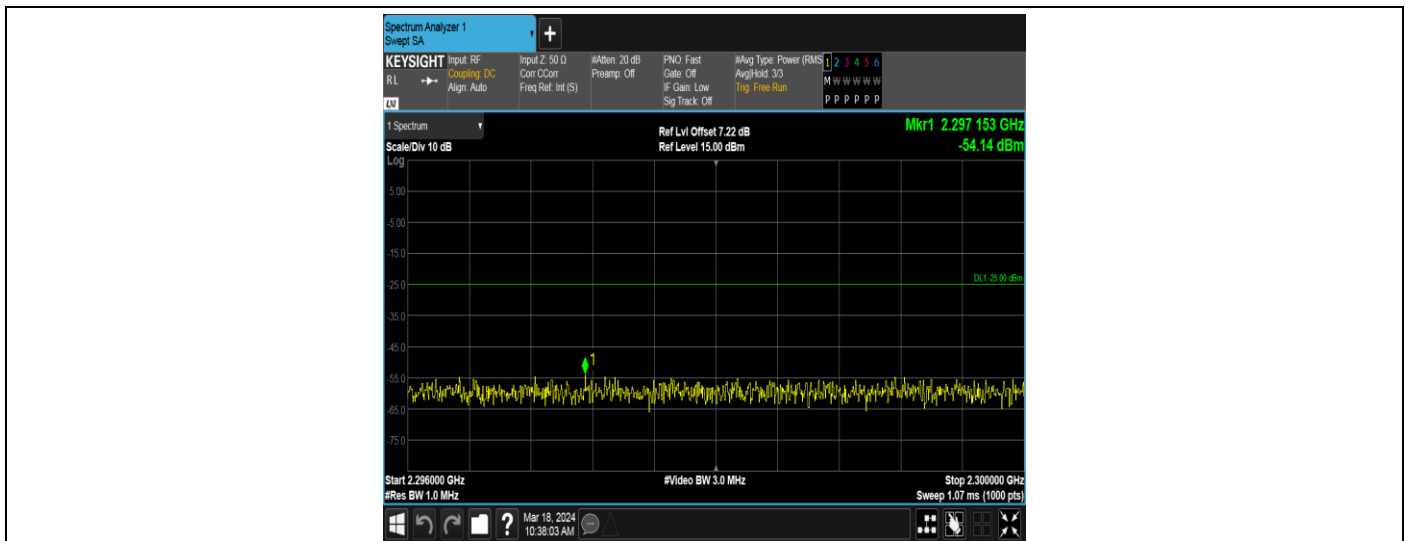 Spectrum Analyzer 1
Swept SA
+
KEYSIGHT
RL
LXI
Input: RF
Coupling: DC
Align: Auto
Input Z: 50 Ω
Corr CCorr
Freq Ref: Int (S)
#Atten: 20 dB
Preamp: Off
PNO: Fast
Gate: Off
IF Gain: Low
Sig Track: Off
#Avg Type: Power (RMS
Avg|Hold: 3/3
Trig: Free Run
1 2 3 4 5 6
M W W W W W
P P P P P P
1 Spectrum
Scale/Div 10 dB
Ref Lvl Offset 7.22 dB
Ref Level 15.00 dBm
Mkr1 2.297 153 GHz
-54.14 dBm
Log
5.00
-5.00
-15.0
-25.0
DL1 -25.00 dBm
-35.0
-45.0
1
-55.0
-65.0
-75.0
Start 2.296000 GHz
#Video BW 3.0 MHz
Stop 2.300000 GHz
#Res BW 1.0 MHz
Sweep 1.07 ms (1000 pts)
?
Mar 18, 2024
10:38:03 AM